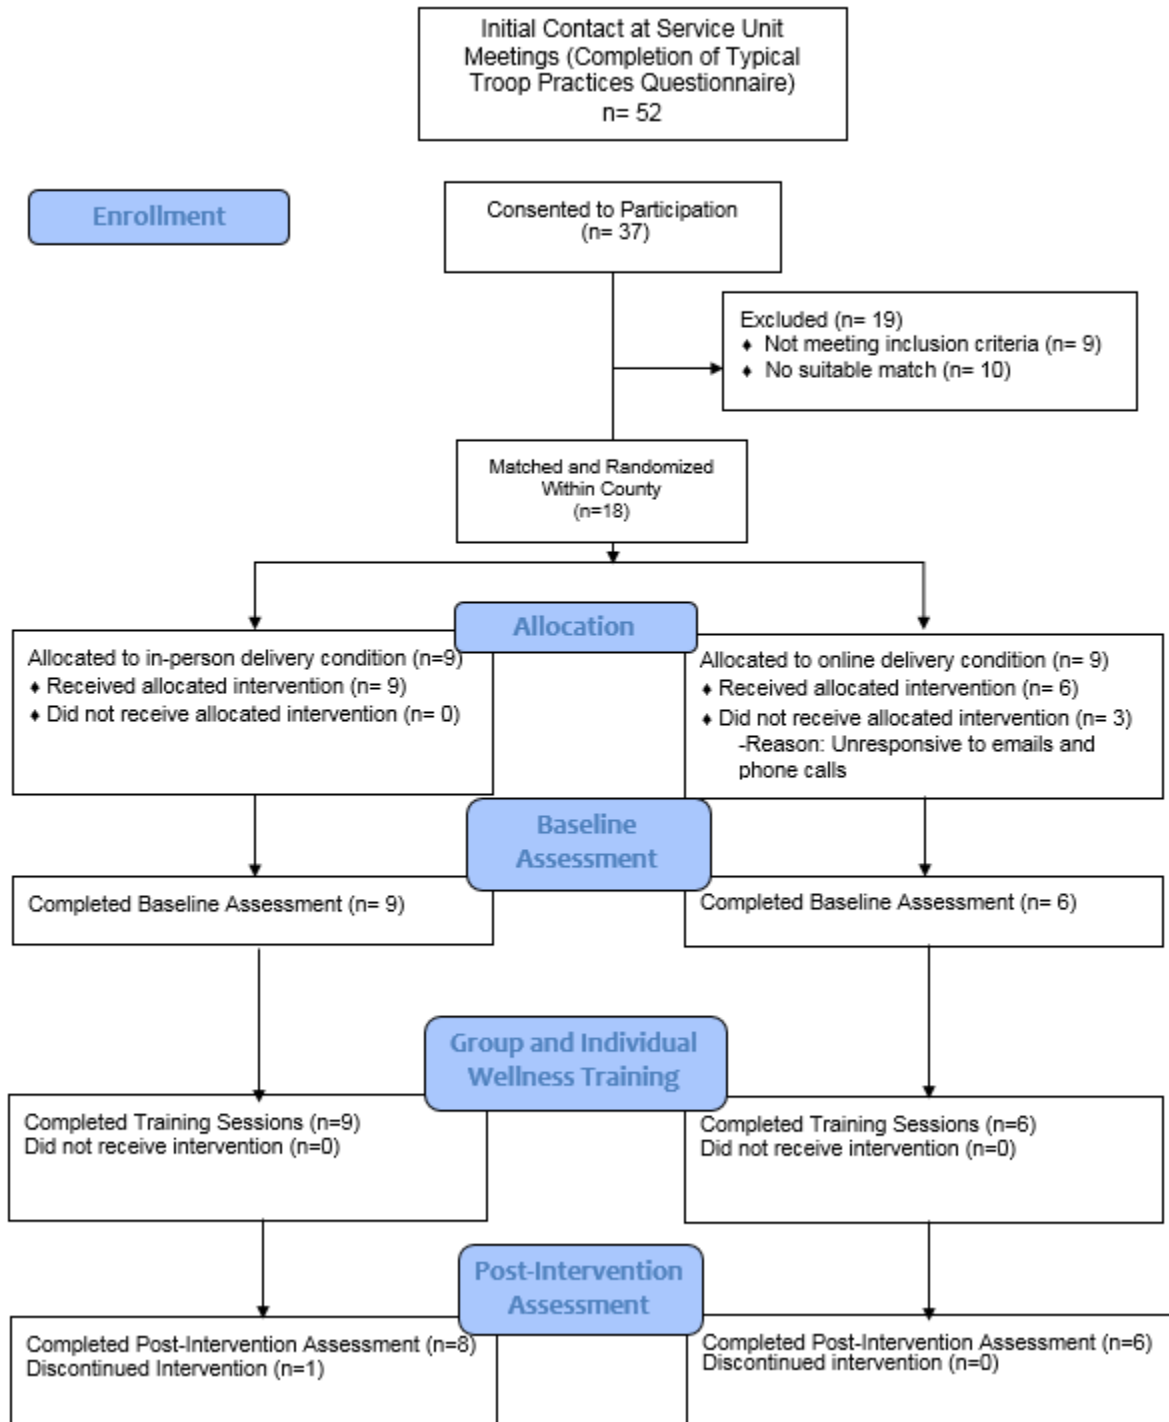 Initial Contact at Service Unit
Meetings (Completion of Typical
Troop Practices Questionnaire)
n= 52
Enrollment
Consented to Participation
(n= 37)
Excluded (n= 19)
♦ Not meeting inclusion criteria (n= 9)
♦ No suitable match (n= 10)
Matched and Randomized
Within County
(n=18)
Allocation
Allocated to in-person delivery condition (n=9)
♦ Received allocated intervention (n= 9)
♦ Did not receive allocated intervention (n= 0)
Allocated to online delivery condition (n= 9)
♦ Received allocated intervention (n= 6)
♦ Did not receive allocated intervention (n= 3)
-Reason: Unresponsive to emails and
phone calls
Baseline
Assessment
Completed Baseline Assessment (n= 9)
Completed Baseline Assessment (n= 6)
Group and Individual
Wellness Training
Completed Training Sessions (n=9)
Did not receive intervention (n=0)
Completed Training Sessions (n=6)
Did not receive intervention (n=0)
Post-Intervention
Assessment
Completed Post-Intervention Assessment (n=8)
Discontinued Intervention (n=1)
Completed Post-Intervention Assessment (n=6)
Discontinued intervention (n=0)